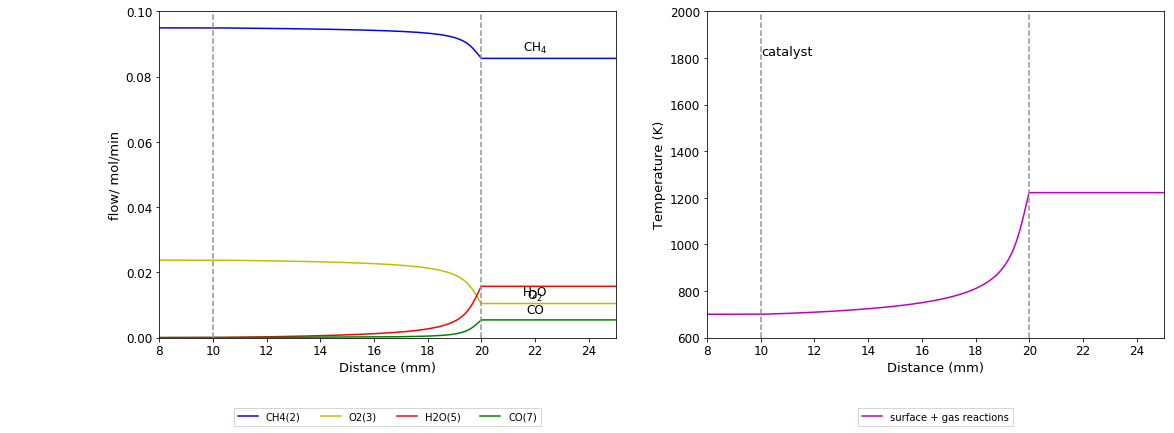 0.10
0.08
0.06
0.04
0.02
0.00
flow/ mol/min
CH4
H2O
O2
CO
8 10 12 14 16 18 20 22 24
Distance (mm)
CH4(2) O2(3) H2O(5) CO(7)
2000
1800
1600
1400
1200
1000
800
600
Temperature (K)
catalyst
8 10 12 14 16 18 20 22 24
Distance (mm)
surface + gas reactions